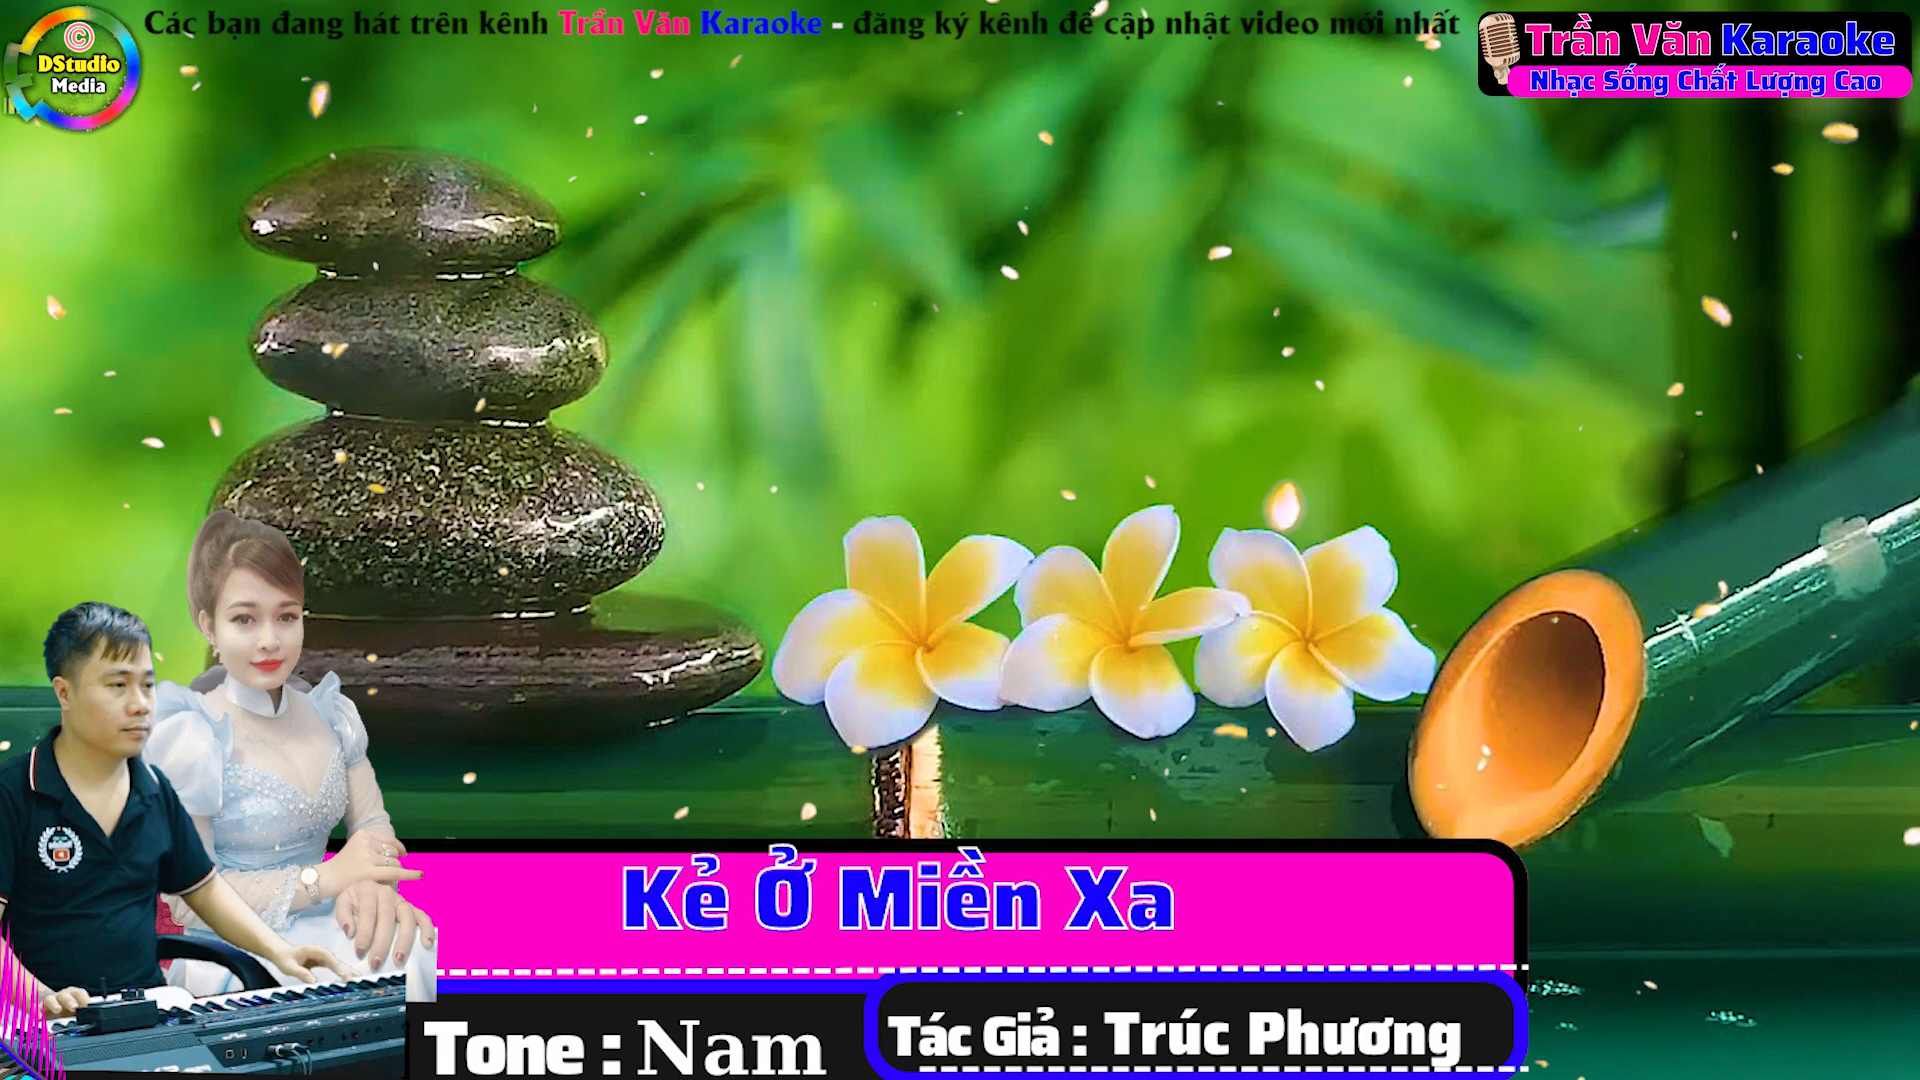 Các bạn đang hát trên kênh Trần Văn Karaoke - đăng ký kênh để cập nhật video mới nhất
©
DStudio
Media
Trần Văn Karaoke
Nhạc Sống Chất Lượng Cao
Kẻ Ở Miền Xa
Tone : Nam
Tác Giả : Trúc Phương